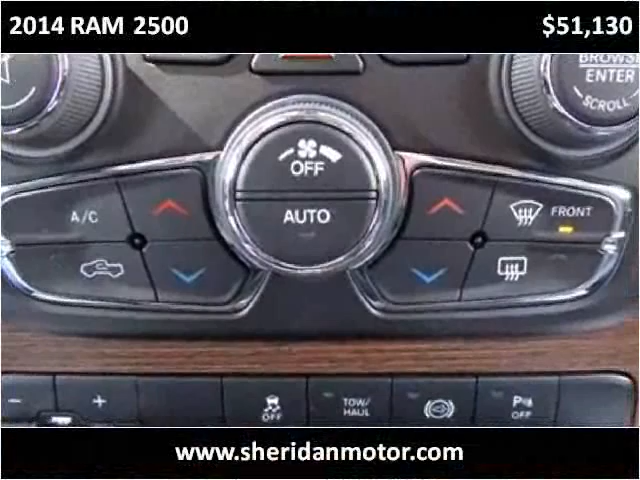 2014 RAM 2500 $51,130
BROWSE
ENTER
SCROLL
OFF
A/C AUTO FRONT
- + OFF TOW/ HAUL P OFF
www.sheridanmotor.com